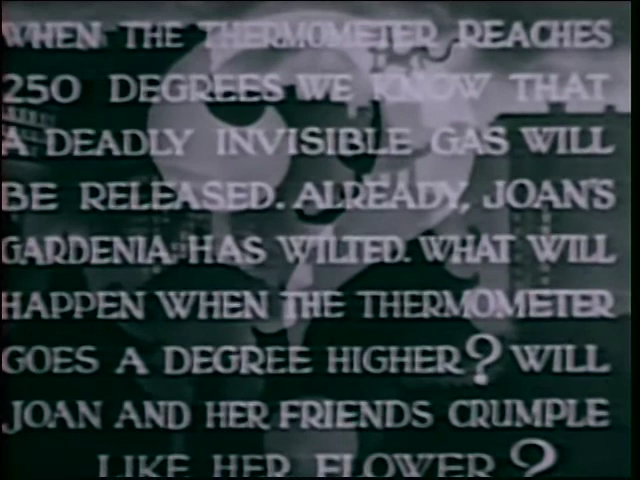 WHEN THE THERMOMETER REACHES
250 DEGREES WE KNOW THAT
A DEADLY INVISIBLE GAS WILL
BE RELEASED. ALREADY, JOAN'S
GARDENIA HAS WILTED. WHAT WILL
HAPPEN WHEN THE THERMOMETER
GOES A DEGREE HIGHER? WILL
JOAN AND HER FRIENDS CRUMPLE
LIKE HER FLOWER?